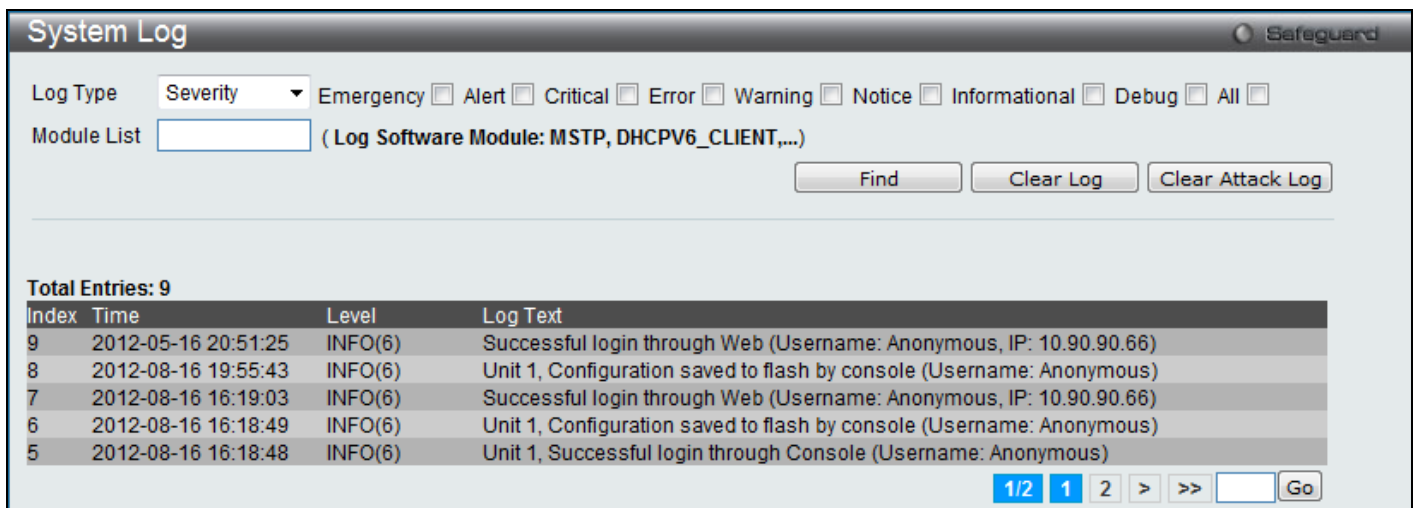 System Log
Safeguard
Log Type Severity Emergency Alert Critical Error Warning Notice Informational Debug All
Module List ( Log Software Module: MSTP, DHCPV6_CLIENT,...)
Find Clear Log Clear Attack Log
Total Entries: 9
Index Time Level Log Text
9 2012-05-16 20:51:25 INFO(6) Successful login through Web (Username: Anonymous, IP: 10.90.90.66)
8 2012-08-16 19:55:43 INFO(6) Unit 1, Configuration saved to flash by console (Username: Anonymous)
7 2012-08-16 16:19:03 INFO(6) Successful login through Web (Username: Anonymous, IP: 10.90.90.66)
6 2012-08-16 16:18:49 INFO(6) Unit 1, Configuration saved to flash by console (Username: Anonymous)
5 2012-08-16 16:18:48 INFO(6) Unit 1, Successful login through Console (Username: Anonymous)
1/2 1 2 > >> Go